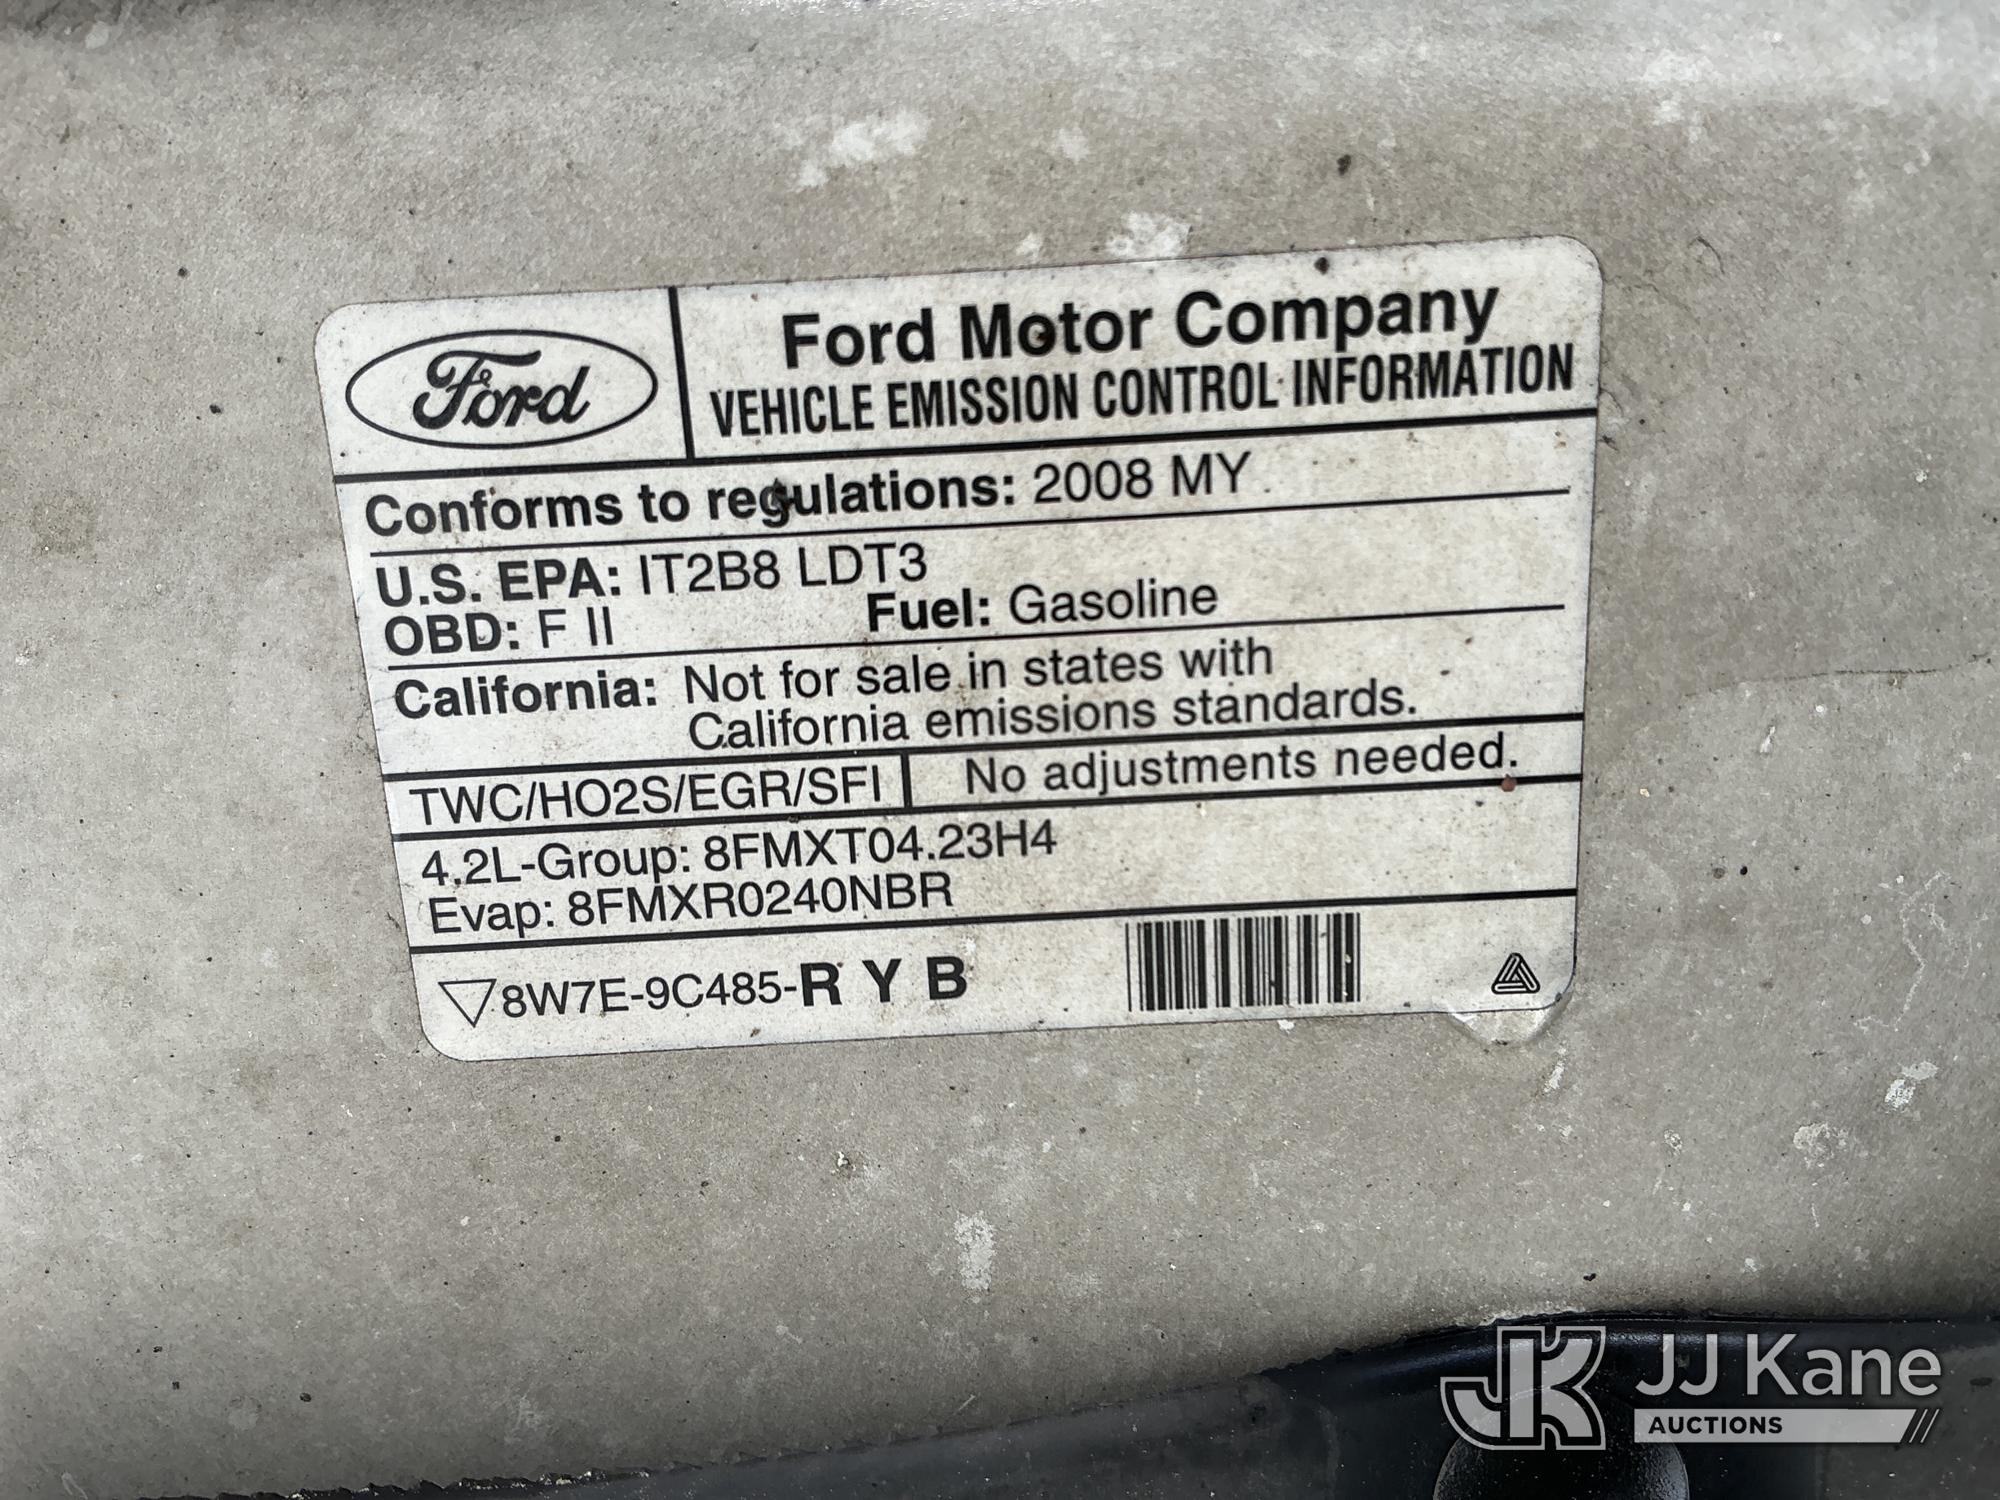 Ford
Ford Motor Company
VEHICLE EMISSION CONTROL INFORMATION
Conforms to regulations: 2008 MY
U.S. EPA: IT2B8 LDT3
OBD: F II Fuel: Gasoline
California: Not for sale in states with
California emissions standards.
TWC/HO2S/EGR/SFI No adjustments needed.
4.2L-Group: 8FMXT04.23H4
Evap: 8FMXR0240NBR
8W7E-9C485-R Y B
JK JJ Kane
AUCTIONS